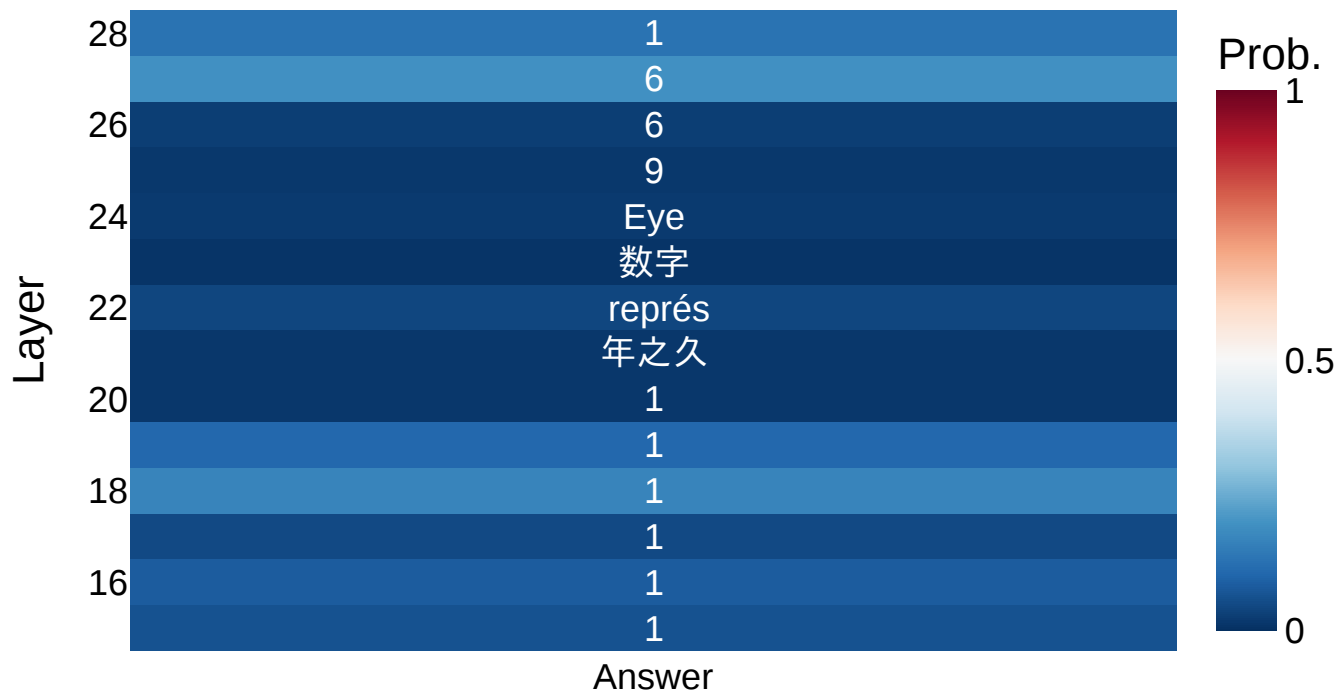 28 1
6
26 6
9
24 Eye
数字
22 représ
年之久
20 1
1
18 1
1
16 1
1
Layer
Answer
Prob.
1
0.5
0